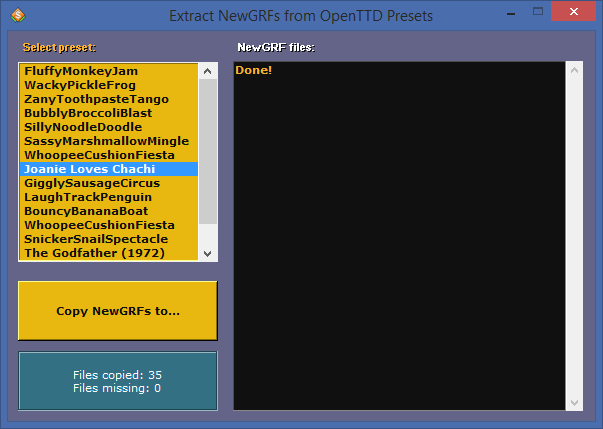 Extract NewGRFs from OpenTTD Presets
Select preset:
FluffyMonkeyJam
WackyPickleFrog
ZanyToothpasteTango
BubblyBroccoliBlast
SillyNoodleDoodle
SassyMarshmallowMingle
WhoopeeCushionFiesta
Joanie Loves Chachi
GigglySausageCircus
LaughTrackPenguin
BouncyBananaBoat
WhoopeeCushionFiesta
SnickerSnailSpectacle
The Godfather (1972)
Copy NewGRFs to...
Files copied: 35
Files missing: 0
NewGRF files:
Done!